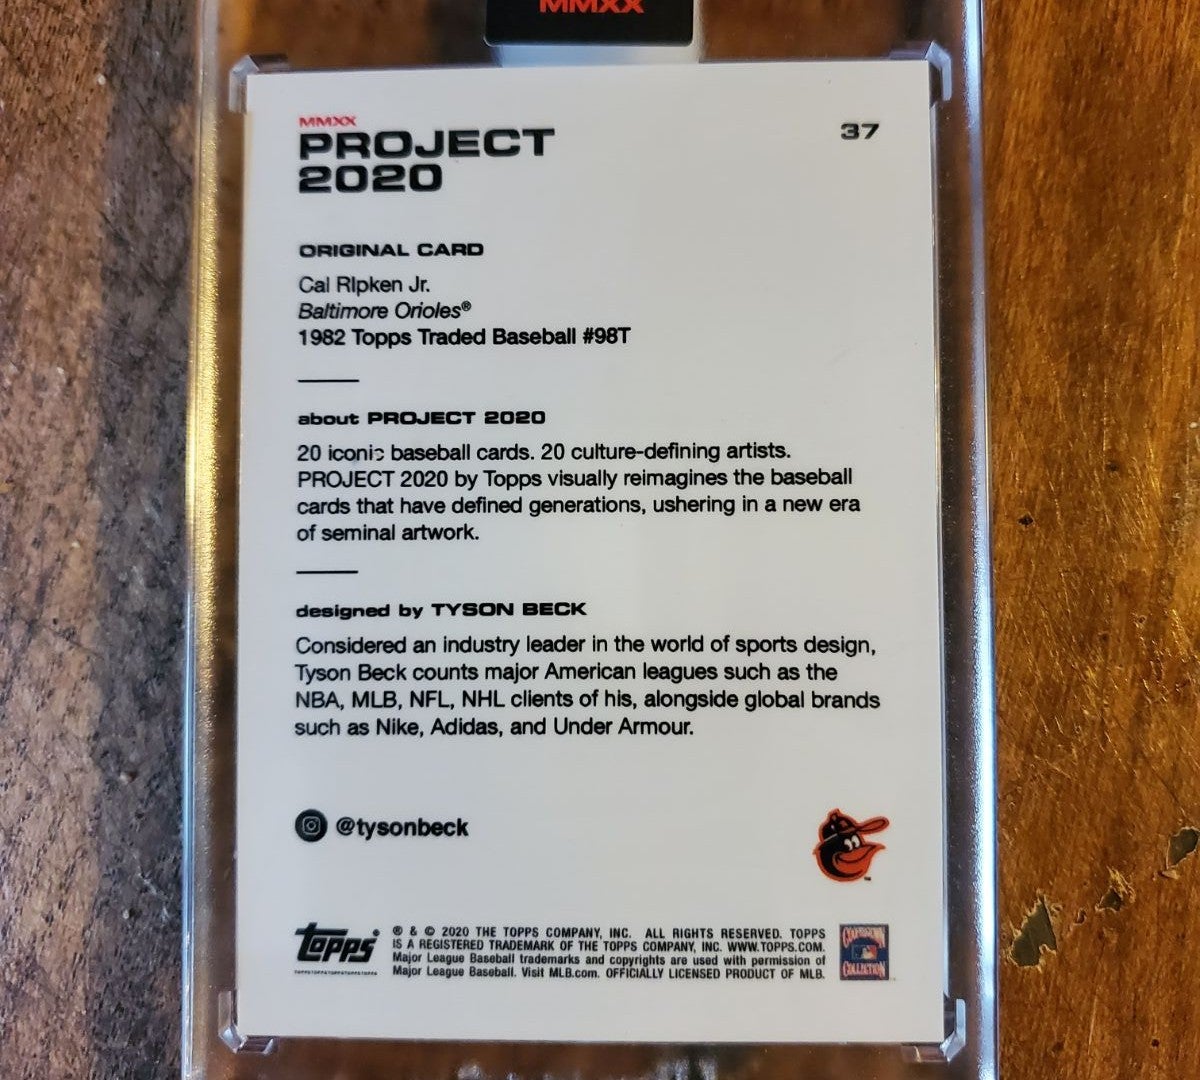 MMXX
MMXX
PROJECT
2020
37
ORIGINAL CARD
Cal RIpken Jr.
Baltimore Orioles®
1982 Topps Traded Baseball #98T
about PROJECT 2020
20 iconic baseball cards. 20 culture-defining artists.
PROJECT 2020 by Topps visually reimagines the baseball
cards that have defined generations, ushering in a new era
of seminal artwork.
designed by TYSON BECK
Considered an industry leader in the world of sports design,
Tyson Beck counts major American leagues such as the
NBA, MLB, NFL, NHL clients of his, alongside global brands
such as Nike, Adidas, and Under Armour.
@tysonbeck
™
topps®
TOPPSTOPPSTOPPSTOPPSTOPPS
® & © 2020 THE TOPPS COMPANY, INC. ALL RIGHTS RESERVED. TOPPS
IS A REGISTERED TRADEMARK OF THE TOPPS COMPANY, INC. WWW.TOPPS.COM.
Major League Baseball trademarks and copyrights are used with permission of
Major League Baseball. Visit MLB.com. OFFICIALLY LICENSED PRODUCT OF MLB.
COOPERSTOWN
COLLECTION